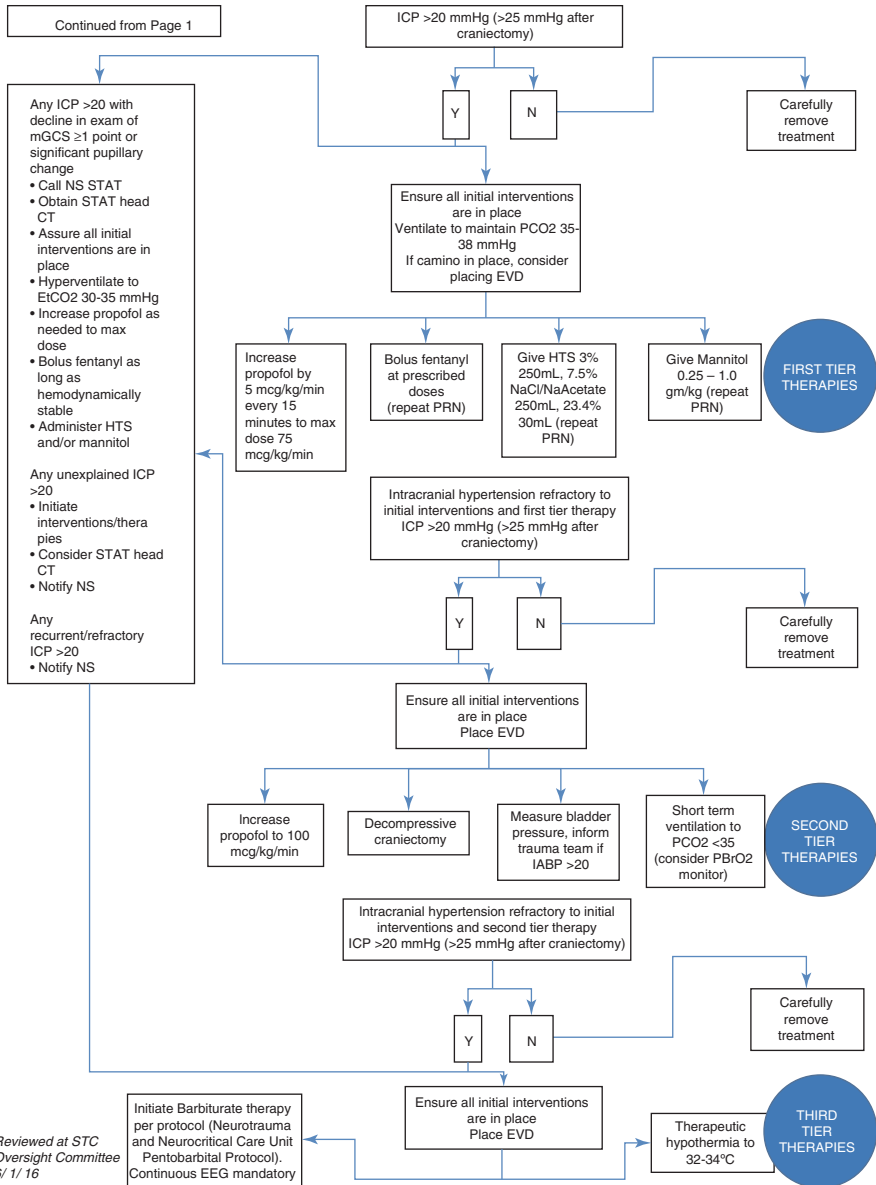 Continued from Page 1
ICP >20 mmHg (>25 mmHg after
craniectomy)
Y
N
Carefully
remove
treatment
Any ICP >20 with
decline in exam of
mGCS ≥1 point or
significant pupillary
change
• Call NS STAT
• Obtain STAT head
CT
• Assure all initial
interventions are in
place
• Hyperventilate to
EtCO2 30-35 mmHg
• Increase propofol as
needed to max
dose
• Bolus fentanyl as
long as
hemodynamically
stable
• Administer HTS
and/or mannitol
Any unexplained ICP
>20
• Initiate
interventions/thera
pies
• Consider STAT head
CT
• Notify NS
Any
recurrent/refractory
ICP >20
• Notify NS
Ensure all initial interventions
are in place
Ventilate to maintain PCO2 35-
38 mmHg
If camino in place, consider
placing EVD
Increase
propofol by
5 mcg/kg/min
every 15
minutes to max
dose 75
mcg/kg/min
Bolus fentanyl
at prescribed
doses
(repeat PRN)
Give HTS 3%
250mL, 7.5%
NaCl/NaAcetate
250mL, 23.4%
30mL (repeat
PRN)
Give Mannitol
0.25 – 1.0
gm/kg (repeat
PRN)
FIRST TIER
THERAPIES
Intracranial hypertension refractory to
initial interventions and first tier therapy
ICP >20 mmHg (>25 mmHg after
craniectomy)
Y
N
Carefully
remove
treatment
Ensure all initial interventions
are in place
Place EVD
Increase
propofol to 100
mcg/kg/min
Decompressive
craniectomy
Measure bladder
pressure, inform
trauma team if
IABP >20
Short term
ventilation to
PCO2 <35
(consider PBrO2
monitor)
SECOND
TIER
THERAPIES
Intracranial hypertension refractory to initial
interventions and second tier therapy
ICP >20 mmHg (>25 mmHg after craniectomy)
Y
N
Carefully
remove
treatment
Ensure all initial interventions
are in place
Place EVD
Initiate Barbiturate therapy
per protocol (Neurotrauma
and Neurocritical Care Unit
Pentobarbital Protocol).
Continuous EEG mandatory
Therapeutic
hypothermia to
32-34ºC
THIRD
TIER
THERAPIES
Reviewed at STC
Oversight Committee
6/ 1/ 16